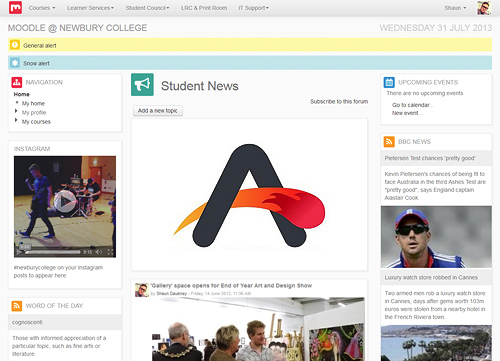 Courses Learner Services Student Council LRC & Print Room IT Support Shaun
MOODLE @ NEWBURY COLLEGE
WEDNESDAY 31 JULY 2013
General alert
Snow alert
NAVIGATION
Home
My home
My profile
My courses
INSTAGRAM
#newburycollege on your instagram
posts to appear here
WORD OF THE DAY
cognoscenti
Those with informed appreciation of a
particular topic, such as fine arts or
literature.
Student News
Subscribe to this forum
Add a new topic
'Gallery' space opens for End of Year Art and Design Show
by Shaun Daubney - Friday, 14 June 2013, 11:36 AM
UPCOMING EVENTS
There are no upcoming events
Go to calendar...
New event...
BBC NEWS
Pietersen Test chances 'pretty good'
Kevin Pietersen's chances of being fit to
face Australia in the third Ashes Test are
"pretty good", says England captain
Alastair Cook.
Luxury watch store robbed in Cannes
Two armed men rob a luxury watch store
in Cannes, days after gems worth 103m
euros were stolen from a nearby hotel in
the French Riviera town.